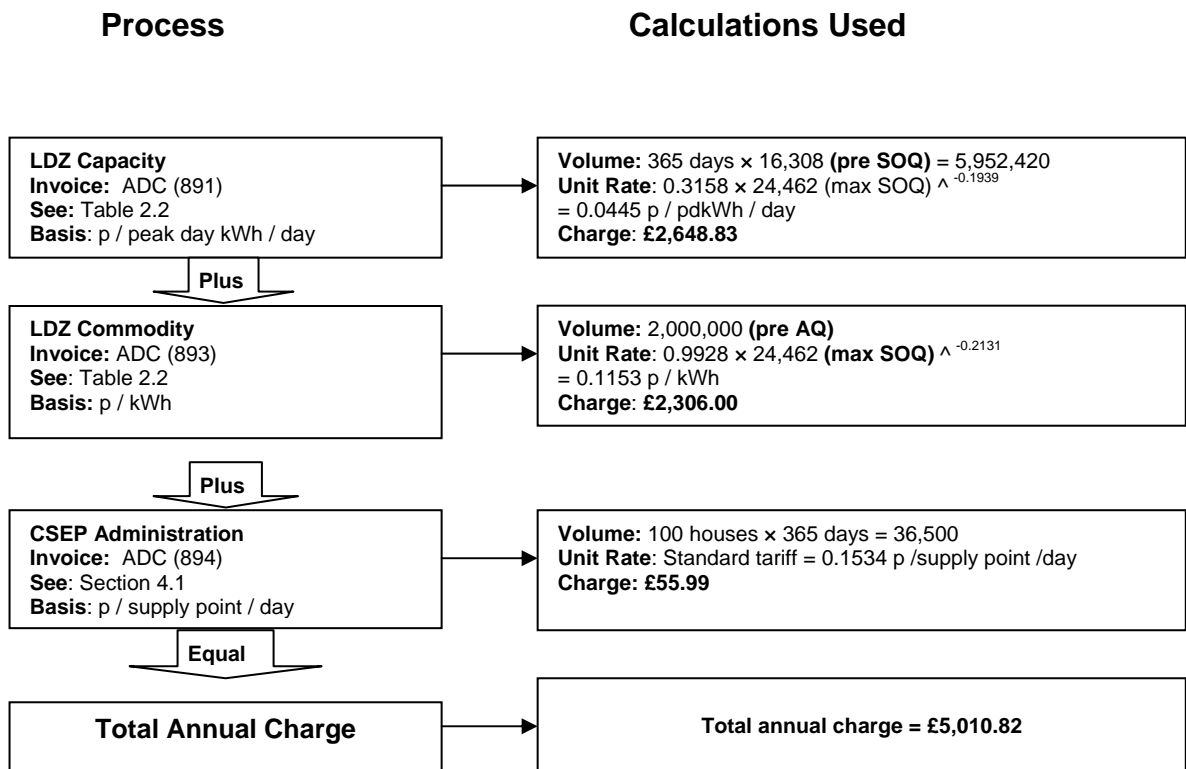 Process
Calculations Used
LDZ Capacity
Invoice: ADC (891)
See: Table 2.2
Basis: p / peak day kWh / day
Volume: 365 days × 16,308 (pre SOQ) = 5,952,420
Unit Rate: 0.3158 × 24,462 (max SOQ) ^ -0.1939
= 0.0445 p / pdkWh / day
Charge: £2,648.83
Plus
LDZ Commodity
Invoice: ADC (893)
See: Table 2.2
Basis: p / kWh
Volume: 2,000,000 (pre AQ)
Unit Rate: 0.9928 × 24,462 (max SOQ) ^ -0.2131
= 0.1153 p / kWh
Charge: £2,306.00
Plus
CSEP Administration
Invoice: ADC (894)
See: Section 4.1
Basis: p / supply point / day
Volume: 100 houses × 365 days = 36,500
Unit Rate: Standard tariff = 0.1534 p /supply point /day
Charge: £55.99
Equal
Total Annual Charge
Total annual charge = £5,010.82